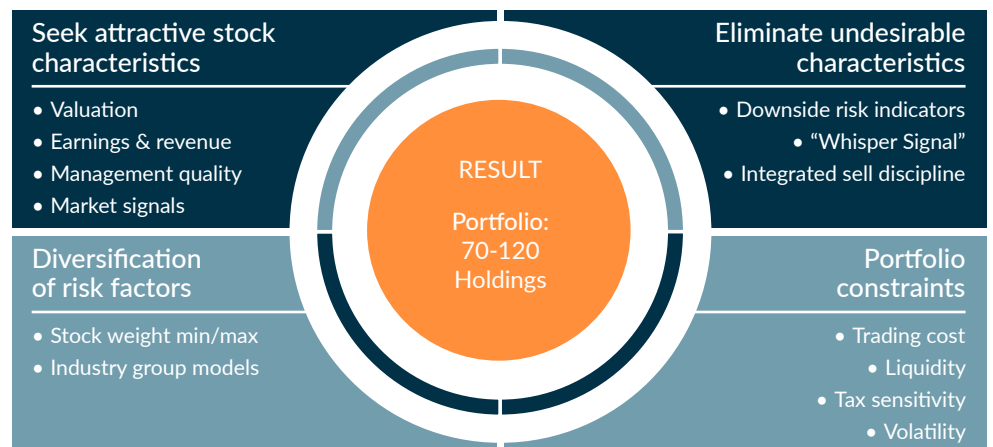 Seek attractive stock
characteristics
• Valuation
• Earnings & revenue
• Management quality
• Market signals
Eliminate undesirable
characteristics
• Downside risk indicators
• “Whisper Signal”
• Integrated sell discipline
RESULT
Portfolio:
70-120
Holdings
Diversification
of risk factors
• Stock weight min/max
• Industry group models
Portfolio
constraints
• Trading cost
• Liquidity
• Tax sensitivity
• Volatility